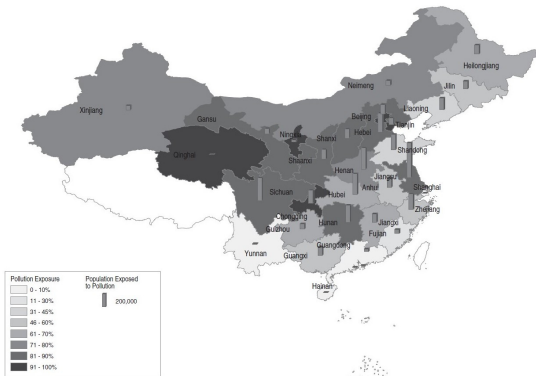 Heilongjiang
Jilin
Neimeng
Liaoning
Xinjiang
Beijing
Gansu
Tianjin
Hebei
Ningxia
Shanxi
Qinghai
Shandong
Shaanxi
Henan
Jiangsu
Sichuan
Anhui
Shanghai
Hubei
Zhejiang
Chongqing
Hunan
Jiangxi
Guizhou
Fujian
Guangdong
Yunnan
Guangxi
Hainan
Pollution Exposure
0 - 10%
11 - 30%
31 - 45%
46 - 60%
61 - 70%
71 - 80%
81 - 90%
91 - 100%
Population Exposed
to Pollution
200,000